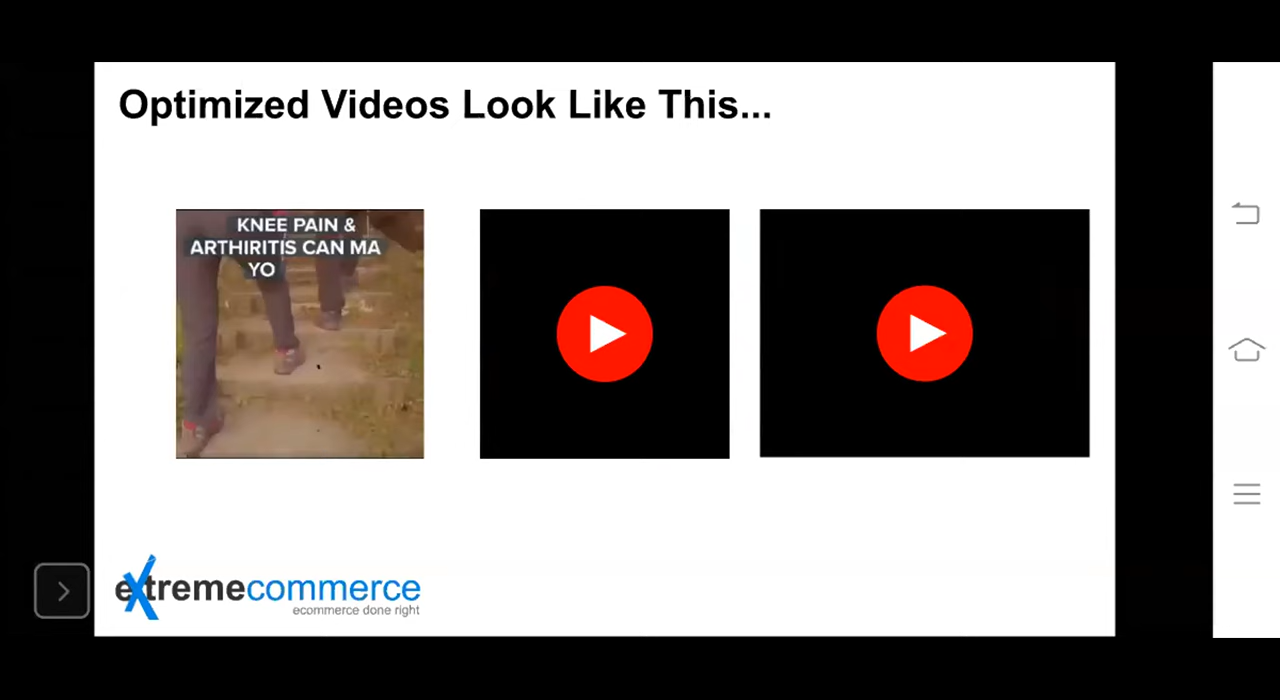 Optimized Videos Look Like This...
KNEE PAIN &
ARTHIRITIS CAN MA
YO
extremecommerce
ecommerce done right